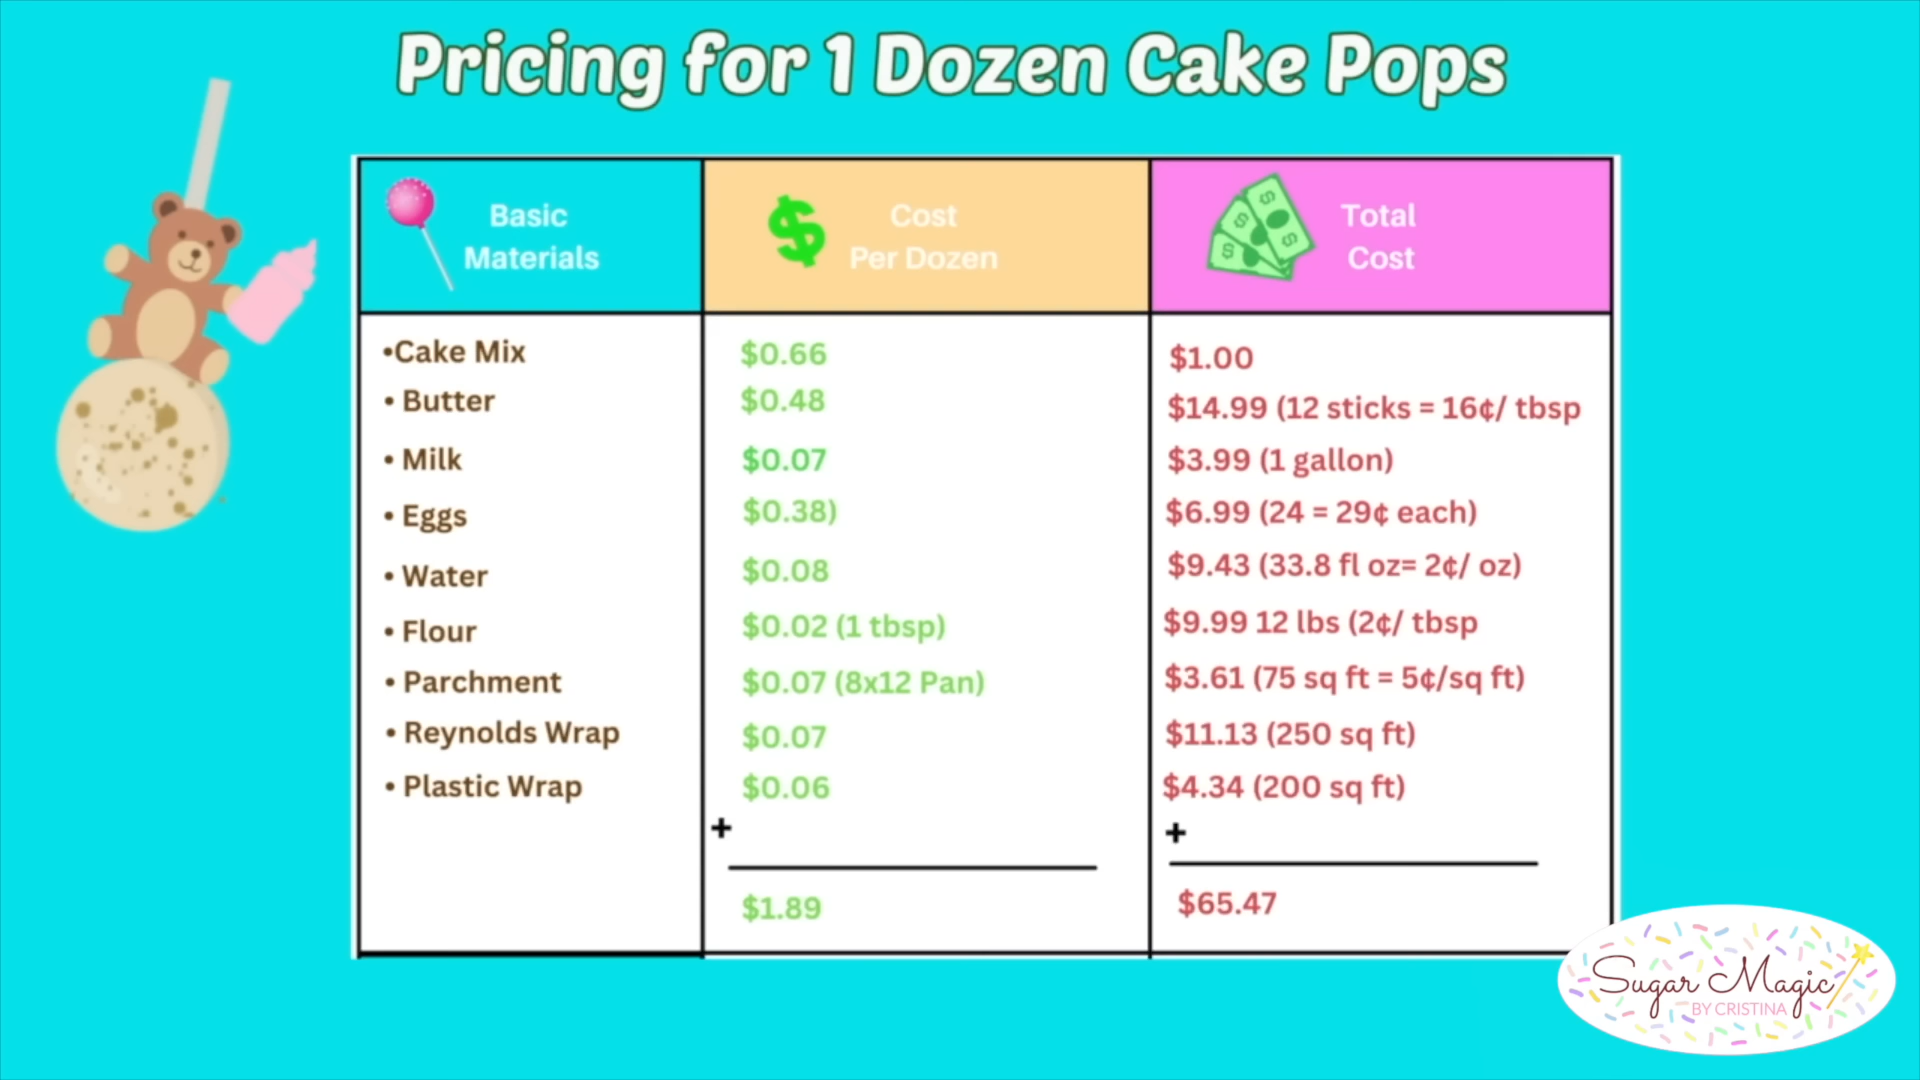 Pricing for 1 Dozen Cake Pops
Basic
Materials
Cost
Per Dozen
Total
Cost
•Cake Mix $0.66 $1.00
• Butter $0.48 $14.99 (12 sticks = 16¢/ tbsp
• Milk $0.07 $3.99 (1 gallon)
• Eggs $0.38) $6.99 (24 = 29¢ each)
• Water $0.08 $9.43 (33.8 fl oz= 2¢/ oz)
• Flour $0.02 (1 tbsp) $9.99 12 lbs (2¢/ tbsp
• Parchment $0.07 (8x12 Pan) $3.61 (75 sq ft = 5¢/sq ft)
• Reynolds Wrap $0.07 $11.13 (250 sq ft)
• Plastic Wrap $0.06 $4.34 (200 sq ft)
+ +
$1.89 $65.47
Sugar Magic
BY CRISTINA